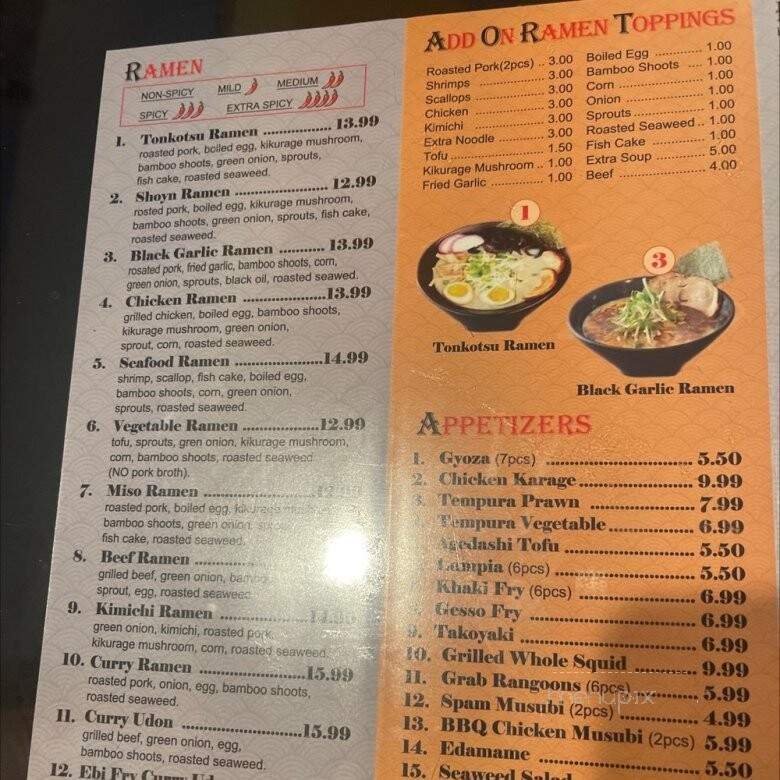 RAMEN
NON-SPICY MILD MEDIUM
SPICY EXTRA SPICY
1. Tonkotsu Ramen ................ 13.99
roasted pork, boiled egg, kikurage mushroom,
bamboo shoots, green onion, sprouts,
fish cake, roasted seaweed.
2. Shoyn Ramen ..................... 12.99
rosted pork, boiled egg, kikurage mushroom,
bamboo shoots, green onion, sprouts, fish cake,
roasted seaweed.
3. Black Garlic Ramen ........... 13.99
rosated pork, fried garlic, bamboo shoots, corn,
green onion, sprouts, black oil, roasted seawed.
4. Chicken Ramen ....................13.99
grilled chicken, boiled egg, bamboo shoots,
kikurage mushroom, green onion,
sprout, corn, roasted seaweed.
5. Seafood Ramen .....................14.99
shrimp, scallop, fish cake, boiled egg,
bamboo shoots, corn, green onion,
sprouts, roasted seaweed.
6. Vegetable Ramen ..................12.99
tofu, sprouts, gren onion, kikurage mushroom,
corn, bamboo shoots, roasted seaweed
(NO pork broth).
7. Miso Ramen ..........................
roasted pork, boiled egg, kikurage
bamboo shoots, green onion,
fish cake, roasted seaweed.
8. Beef Ramen ..........................
grilled beef, green onion,
sprout, egg, roasted seaweed
9. Kimichi Ramen .................... 14.99
green onion, kimichi, roasted pork,
kikurage mushroom, corn, roasted seaweed.
10. Curry Ramen ......................15.99
roasted pork, onion, egg, bamboo shoots,
roasted seaweed.
11. Curry Udon ........................15.99
grilled beef, green onion, egg,
bamboo shoots, roasted seaweed.
12. Ebi Fry Curry
ADD ON RAMEN TOPPINGS
Roasted Pork(2pcs) .. 3.00
Shrimps .................... 3.00
Scallops .................... 3.00
Chicken .................... 3.00
Kimichi .................... 3.00
Extra Noodle ............ 3.00
Tofu .......................... 1.50
Kikurage Mushroom .. 1.00
Fried Garlic ............... 1.00
Boiled Egg ............... 1.00
Bamboo Shoots .... 1.00
Corn ........................ 1.00
Onion ...................... 1.00
Sprouts .................... 1.00
Roasted Seaweed .. 1.00
Fish Cake ................ 1.00
Extra Soup .............. 5.00
Beef ........................ 4.00
1
3
Tonkotsu Ramen
Black Garlic Ramen
APPETIZERS
1. Gyoza (7pcs) ............................ 5.50
2. Chicken Karage ........................ 9.99
3. Tempura Prawn ........................ 7.99
Tempura Vegetable .................. 6.99
Agedashi Tofu ........................... 5.50
Lumpia (6pcs) ............................ 5.50
Khaki Fry (6pcs) ........................ 6.99
Gesso Fry .................................. 6.99
9. Takoyaki .................................... 6.99
10. Grilled Whole Squid ................ 9.99
11. Grab Rangoons (6pcs) ............. 5.99
12. Spam Musubi (2pcs) ................ 4.99
13. BBQ Chicken Musubi (2pcs) 5.99
14. Edamame ................................. 5.50
15. Seaweed Salad